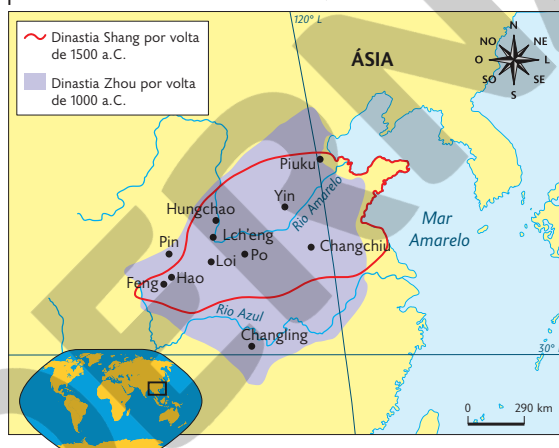 Dinastia Shang por volta
de 1500 a.C.
Dinastia Zhou por volta
de 1000 a.C.
120° L
ÁSIA
N
NO
NE
O
L
SO
SE
S
Piuku
Yin
Rio Amarelo
Hungchao
Lch'eng
Pin
Loi
Po
Changchiu
Mar
Amarelo
Feng
Hao
Rio Azul
Changling
30°
0
290 km